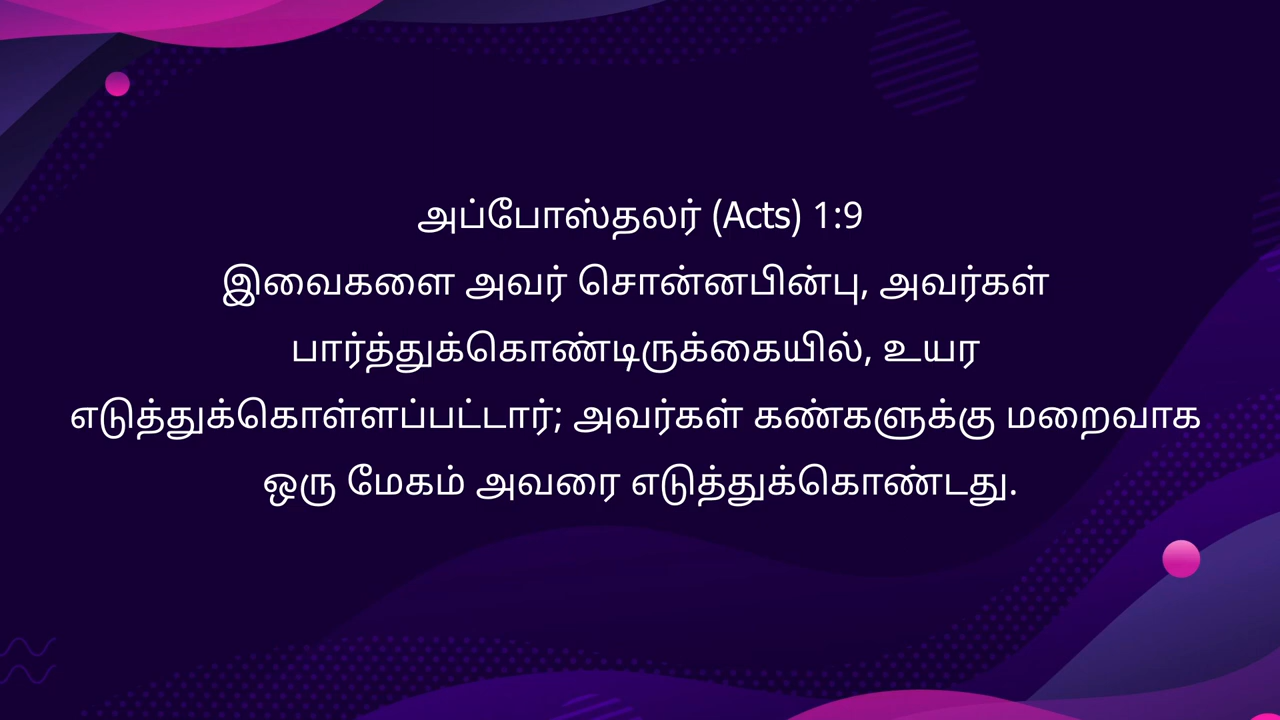 அப்போஸ்தலர் (Acts) 1:9
இவைகளை அவர் சொன்னபின்பு, அவர்கள்
பார்த்துக்கொண்டிருக்கையில், உயர
எடுத்துக்கொள்ளப்பட்டார்; அவர்கள் கண்களுக்கு மறைவாக
ஒரு மேகம் அவரை எடுத்துக்கொண்டது.